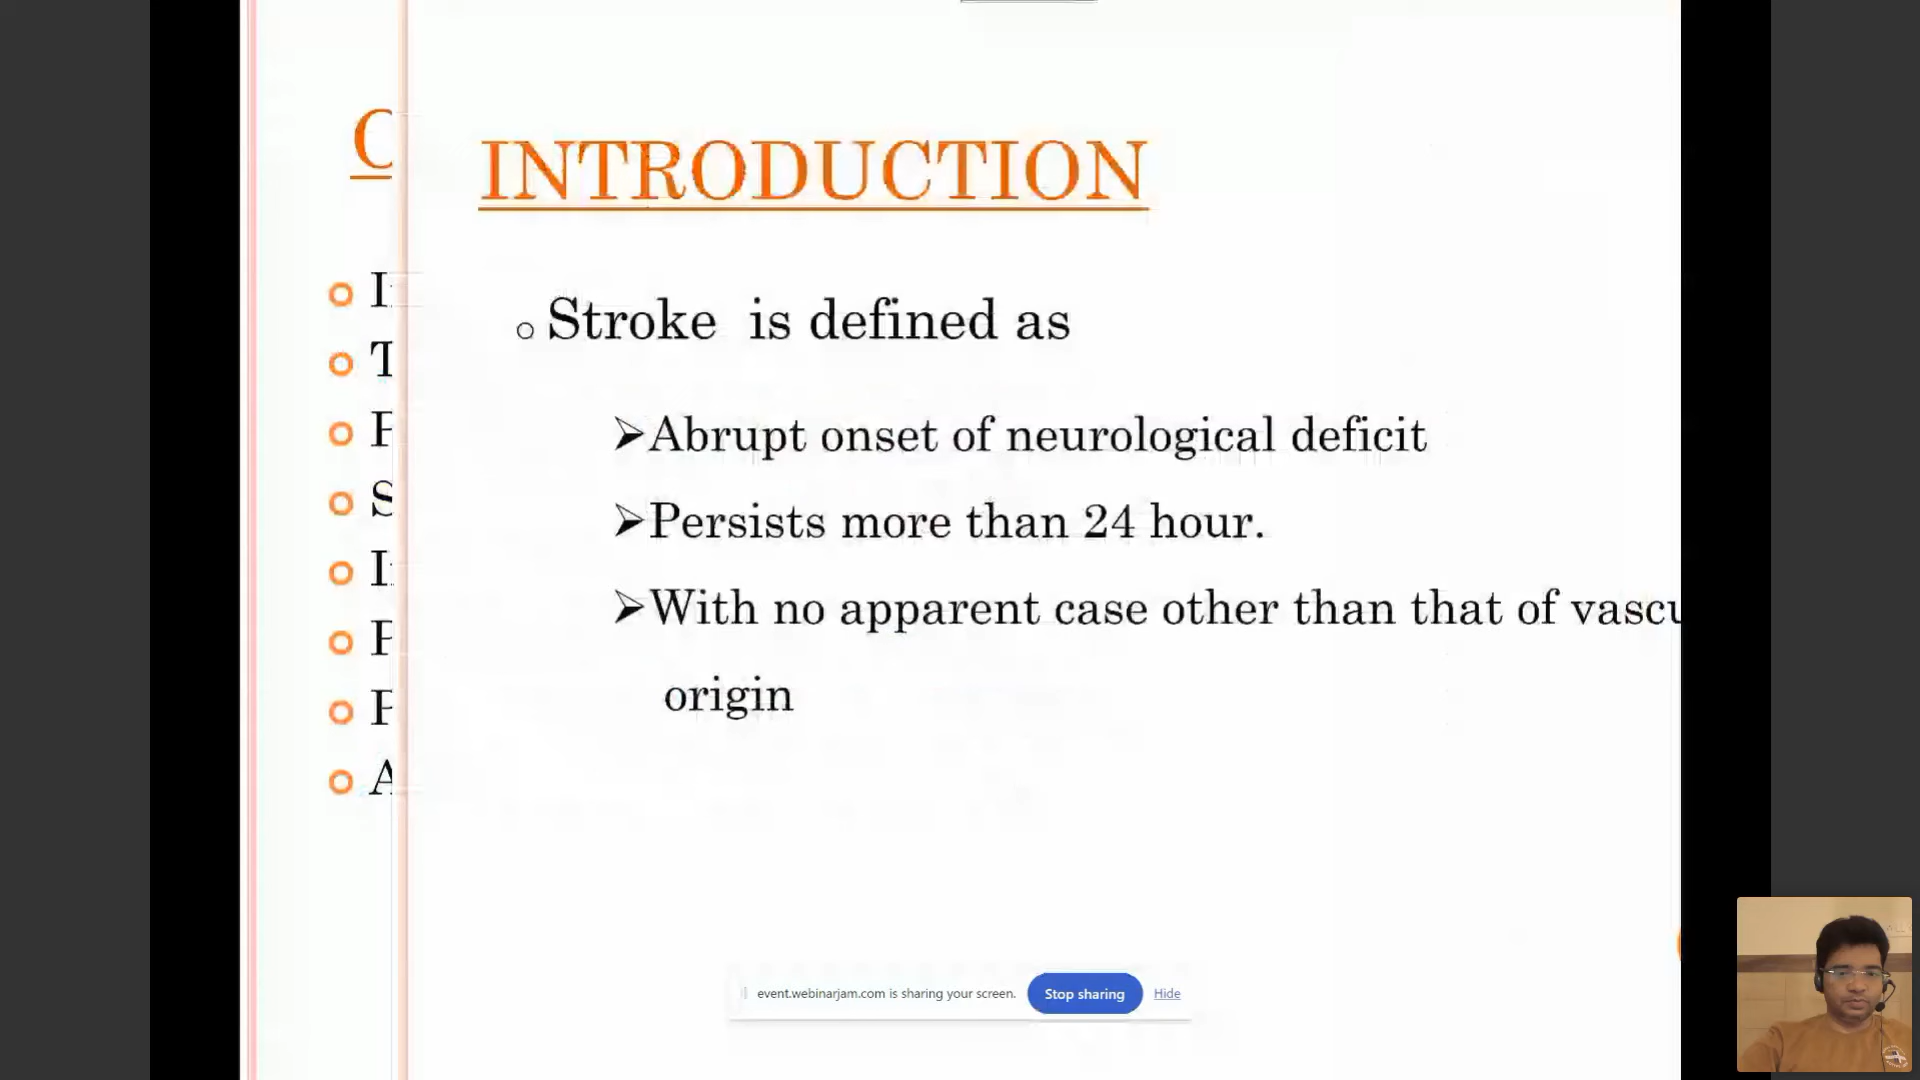 INTRODUCTION
Stroke is defined as
Abrupt onset of neurological deficit
Persists more than 24 hour.
With no apparent case other than that of
origin
event.webinarjam.com is sharing your screen. Stop sharing Hide